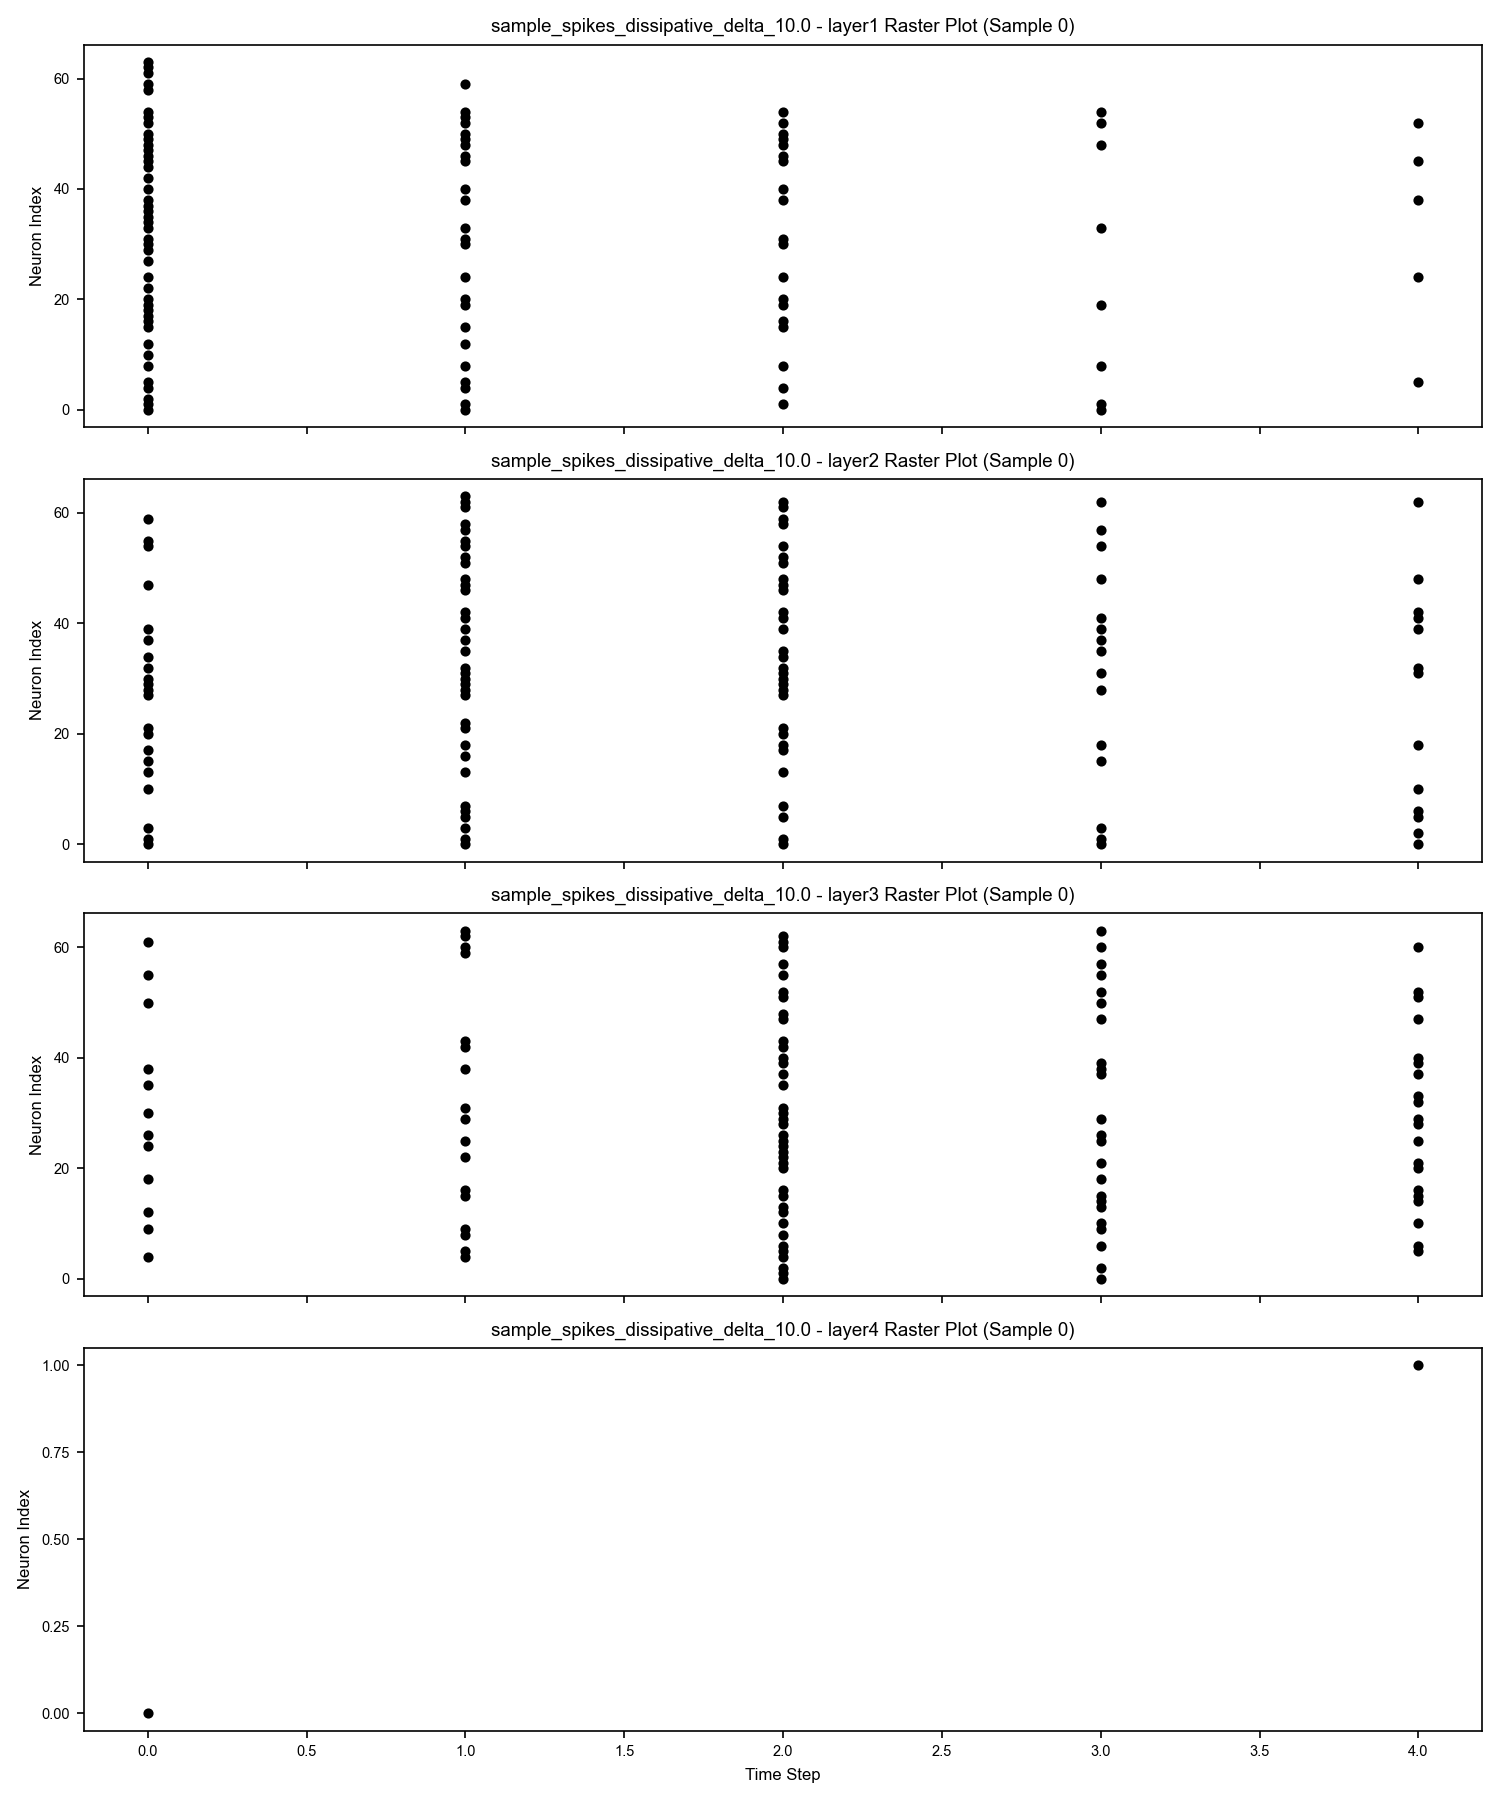 sample_spikes_dissipative_delta_10.0 - layer1 Raster Plot (Sample 0)
60
40
20
0
Neuron Index
sample_spikes_dissipative_delta_10.0 - layer2 Raster Plot (Sample 0)
60
40
20
0
Neuron Index
sample_spikes_dissipative_delta_10.0 - layer3 Raster Plot (Sample 0)
60
40
20
0
Neuron Index
sample_spikes_dissipative_delta_10.0 - layer4 Raster Plot (Sample 0)
1.00
0.75
0.50
0.25
0.00
Neuron Index
0.0 0.5 1.0 1.5 2.0 2.5 3.0 3.5 4.0
Time Step